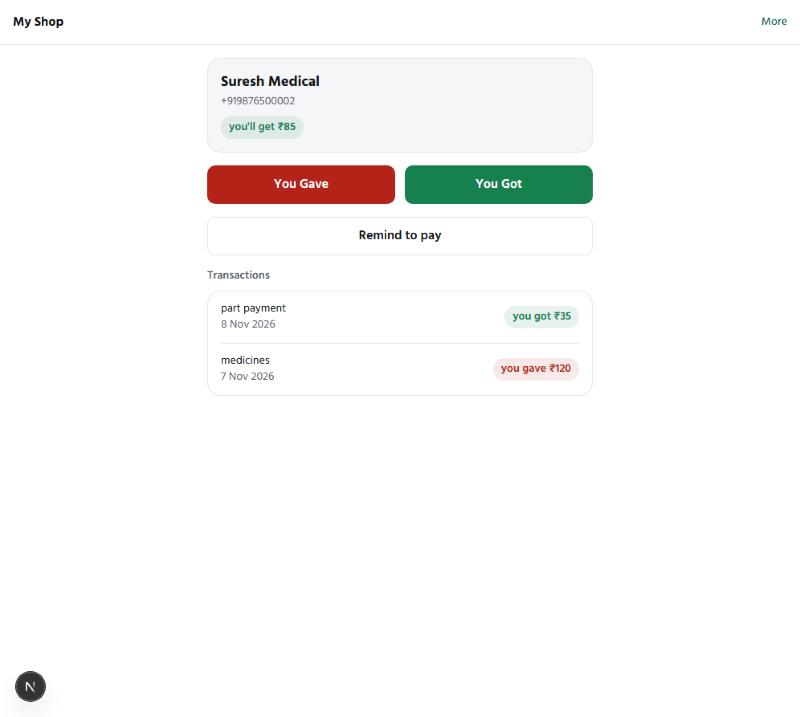 My Shop
More
Suresh Medical
+919876500002
you'll get ₹85
You Gave
You Got
Remind to pay
Transactions
part payment
8 Nov 2026
you got ₹35
medicines
7 Nov 2026
you gave ₹120
N